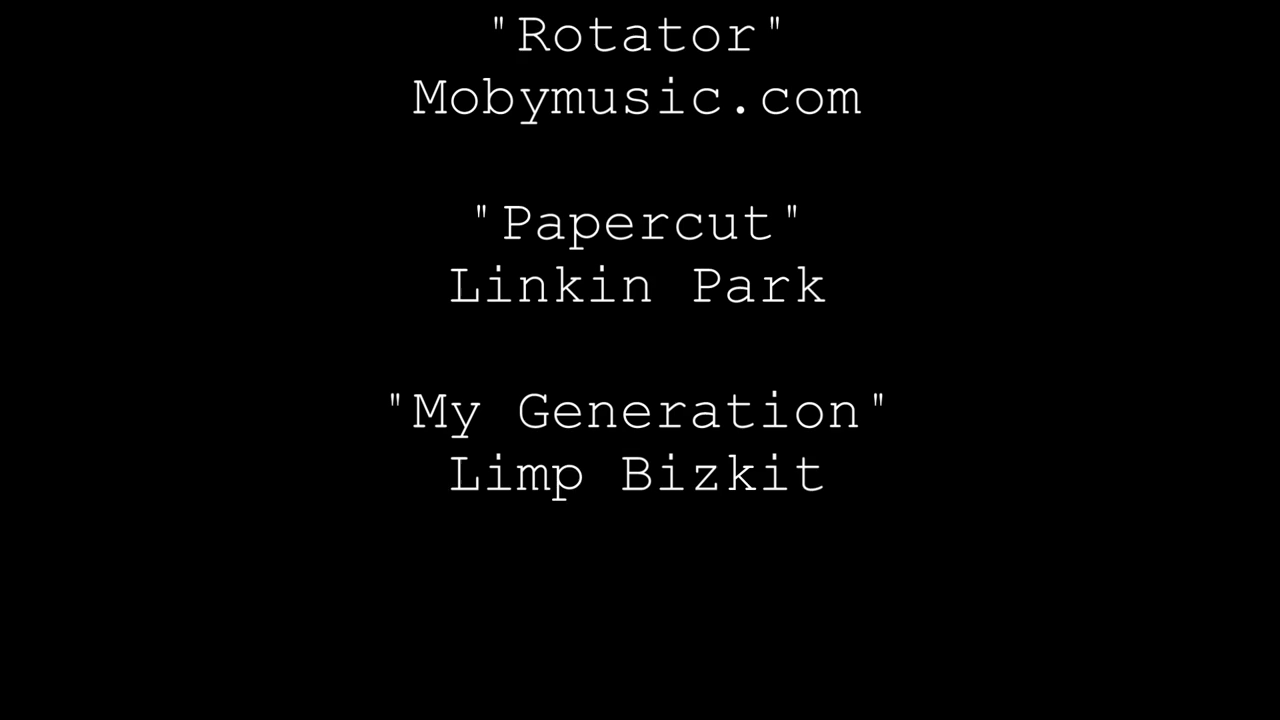 "Rotator"
Mobymusic.com
"Papercut"
Linkin Park
"My Generation"
Limp Bizkit